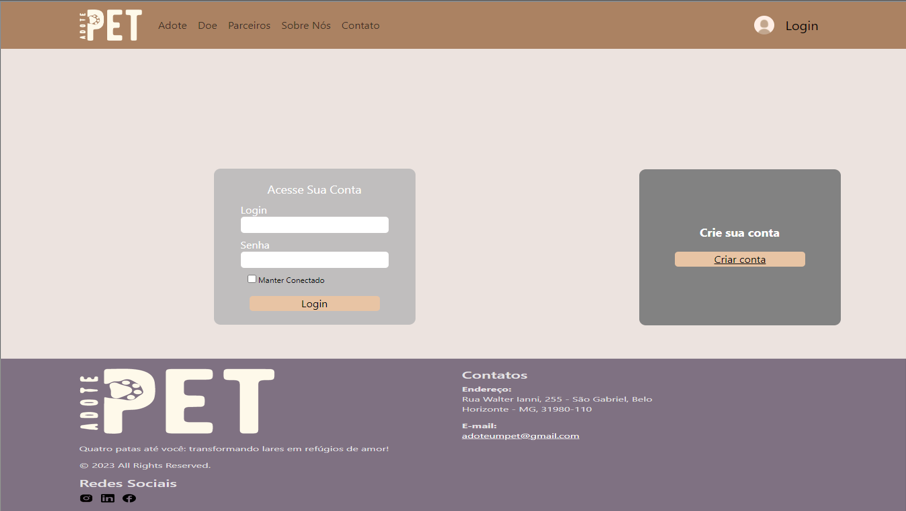 ADOTE PET
Adote Doe Parceiros Sobre Nós Contato
Login
Acesse Sua Conta
Login
Senha
Manter Conectado
Login
Crie sua conta
Criar conta
ADOTE PET
Quatro patas até você: transformando lares em refúgios de amor!
© 2023 All Rights Reserved.
Redes Sociais
Contatos
Endereço:
Rua Walter Ianni, 255 - São Gabriel, Belo
Horizonte - MG, 31980-110
E-mail:
adoteumpet@gmail.com